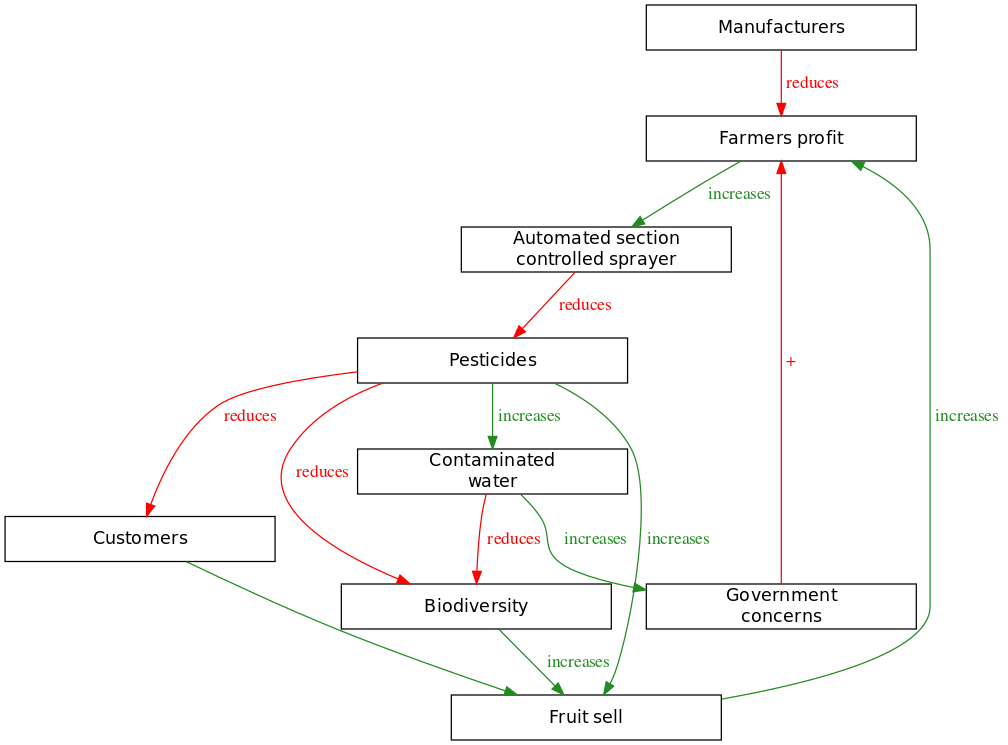 Manufacturers
reduces
Farmers profit
increases
Automated section
controlled sprayer
reduces
Pesticides
+
reduces
increases
increases
Contaminated
water
reduces
Customers
reduces
increases
increases
Biodiversity
Government
concerns
increases
Fruit sell